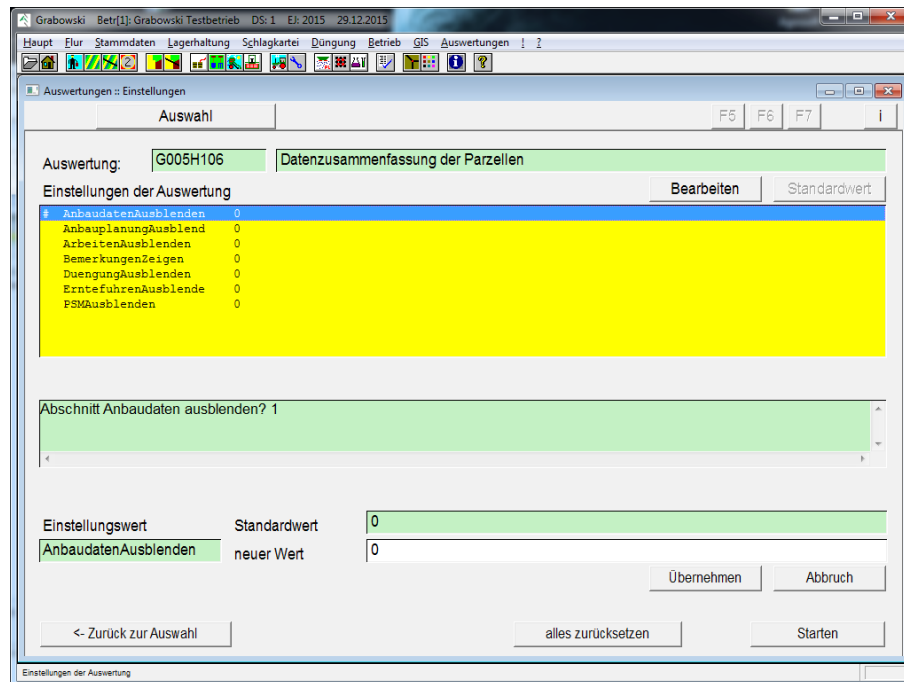 Grabowski Betr[1]: Grabowski Testbetrieb DS: 1 EJ: 2015 29.12.2015
Haupt Flur Stammdaten Lagerhaltung Schlagkartei Düngung Betrieb GIS Auswertungen ! ?
Auswertungen :: Einstellungen
Auswahl F5 F6 F7 i
Auswertung: G005H106 Datenzusammenfassung der Parzellen
Einstellungen der Auswertung Bearbeiten Standardwert
# AnbaudatenAusblenden 0
AnbauplanungAusblend 0
ArbeitenAusblenden 0
BemerkungenZeigen 0
DuengungAusblenden 0
ErntefuhrenAusblende 0
PSMAusblenden 0
Abschnitt Anbaudaten ausblenden? 1
Einstellungswert Standardwert 0
AnbaudatenAusblenden neuer Wert 0
Übernehmen Abbruch
<- Zurück zur Auswahl alles zurücksetzen Starten
Einstellungen der Auswertung